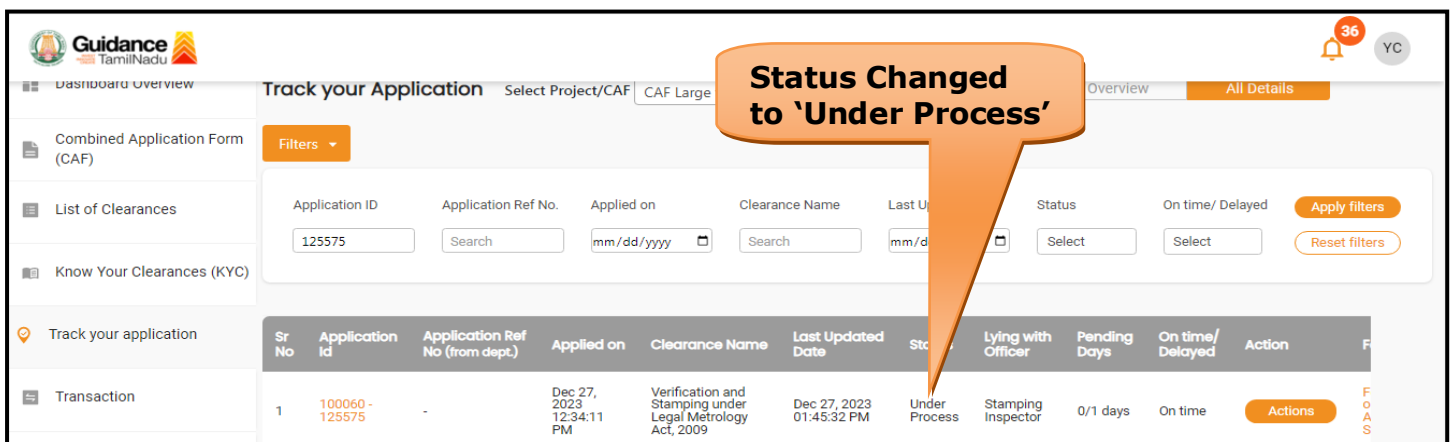 Guidance
TamilNadu
36
YC
Status Changed
to ‘Under Process’
Dashboard Overview
Track your Application Select Project/CAF CAF Large Overview All Details
Combined Application Form
(CAF)
Filters
List of Clearances
Application ID Application Ref No. Applied on Clearance Name Last Up Status On time/ Delayed Apply filters
125575 Search mm/dd/yyyy Search mm/d Select Select Reset filters
Know Your Clearances (KYC)
Track your application
Sr
No
Application
Id
Application Ref
No (from dept.)
Applied on
Clearance Name
Last Updated
Date
Lying with
Officer
Pending
Days
On time/
Delayed
Action
Transaction
1
100060 -
125575
-
Dec 27,
2023
12:34:11
PM
Verification and
Stamping under
Legal Metrology
Act, 2009
Dec 27, 2023
01:45:32 PM
Under
Process
Stamping
Inspector
0/1 days
On time
Actions